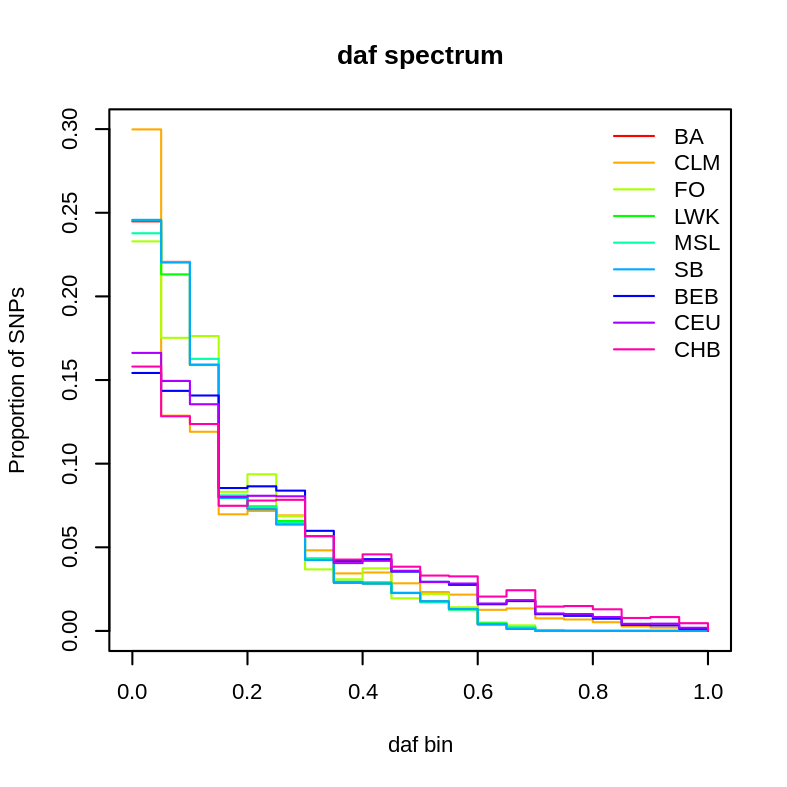 daf spectrum
BA
CLM
FO
LWK
MSL
SB
BEB
CEU
CHB
Proportion of SNPs
0.30
0.25
0.20
0.15
0.10
0.05
0.00
0.0 0.2 0.4 0.6 0.8 1.0
daf bin